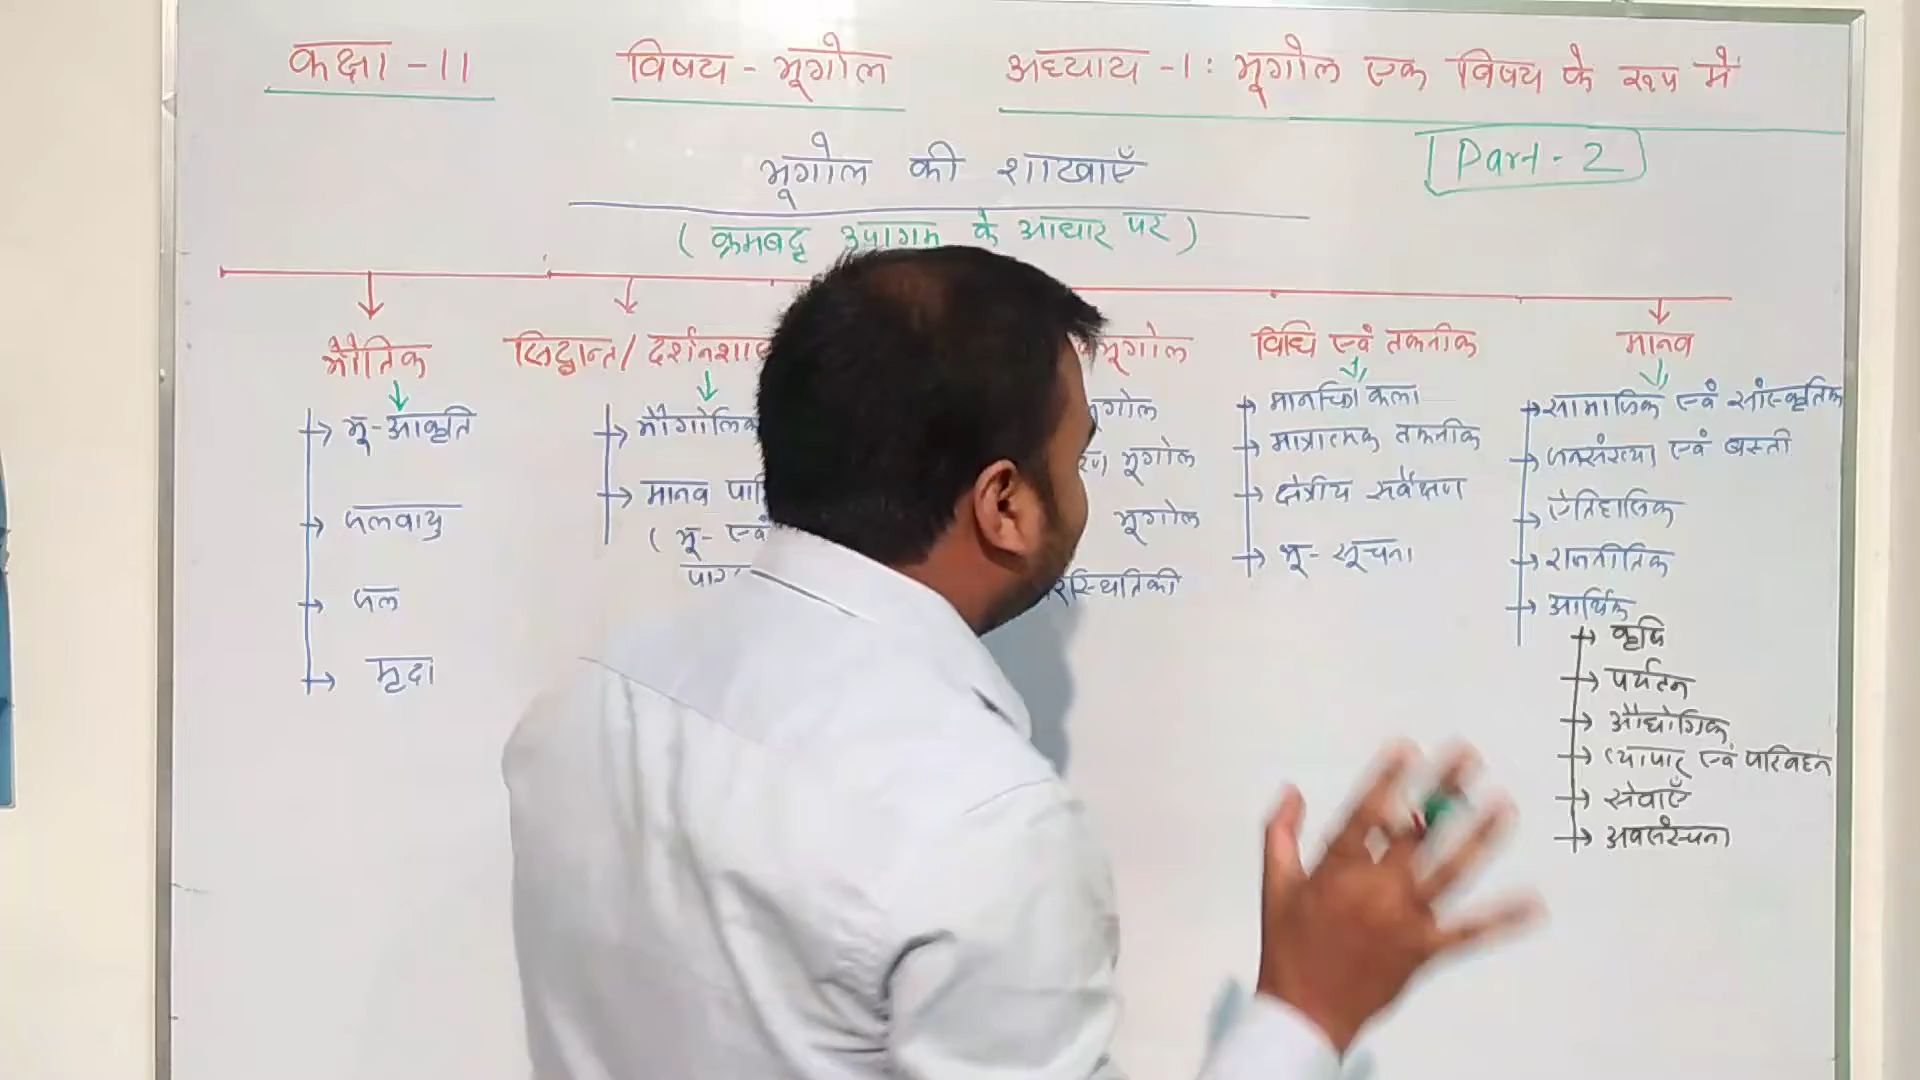 कक्षा - 11
विषय - भूगोल
अध्याय - 1 : भूगोल एक विषय के रूप में
Part - 2
भूगोल की शाखाएँ
( क्रमबद्ध उपागम के आधार पर )
भौतिक
भू-आकृति
जलवायु
जल
मृदा
सिद्धान्त/
भौगोलिक
मानव
( भू- एवं
भूगोल
भूगोल
भूगोल
भूगोल
विधि एवं तकनीक
मानचित्र कला
मात्रात्मक तकनीक
क्षेत्रीय सर्वेक्षण
भू- सूचना
मानव
सामाजिक एवं सांस्कृतिक
जनसंख्या एवं बस्ती
ऐतिहासिक
राजनीतिक
आर्थिक
कृषि
पर्यटन
औद्योगिक
व्यापार एवं परिवहन
सेवाएँ
अवसंरचना